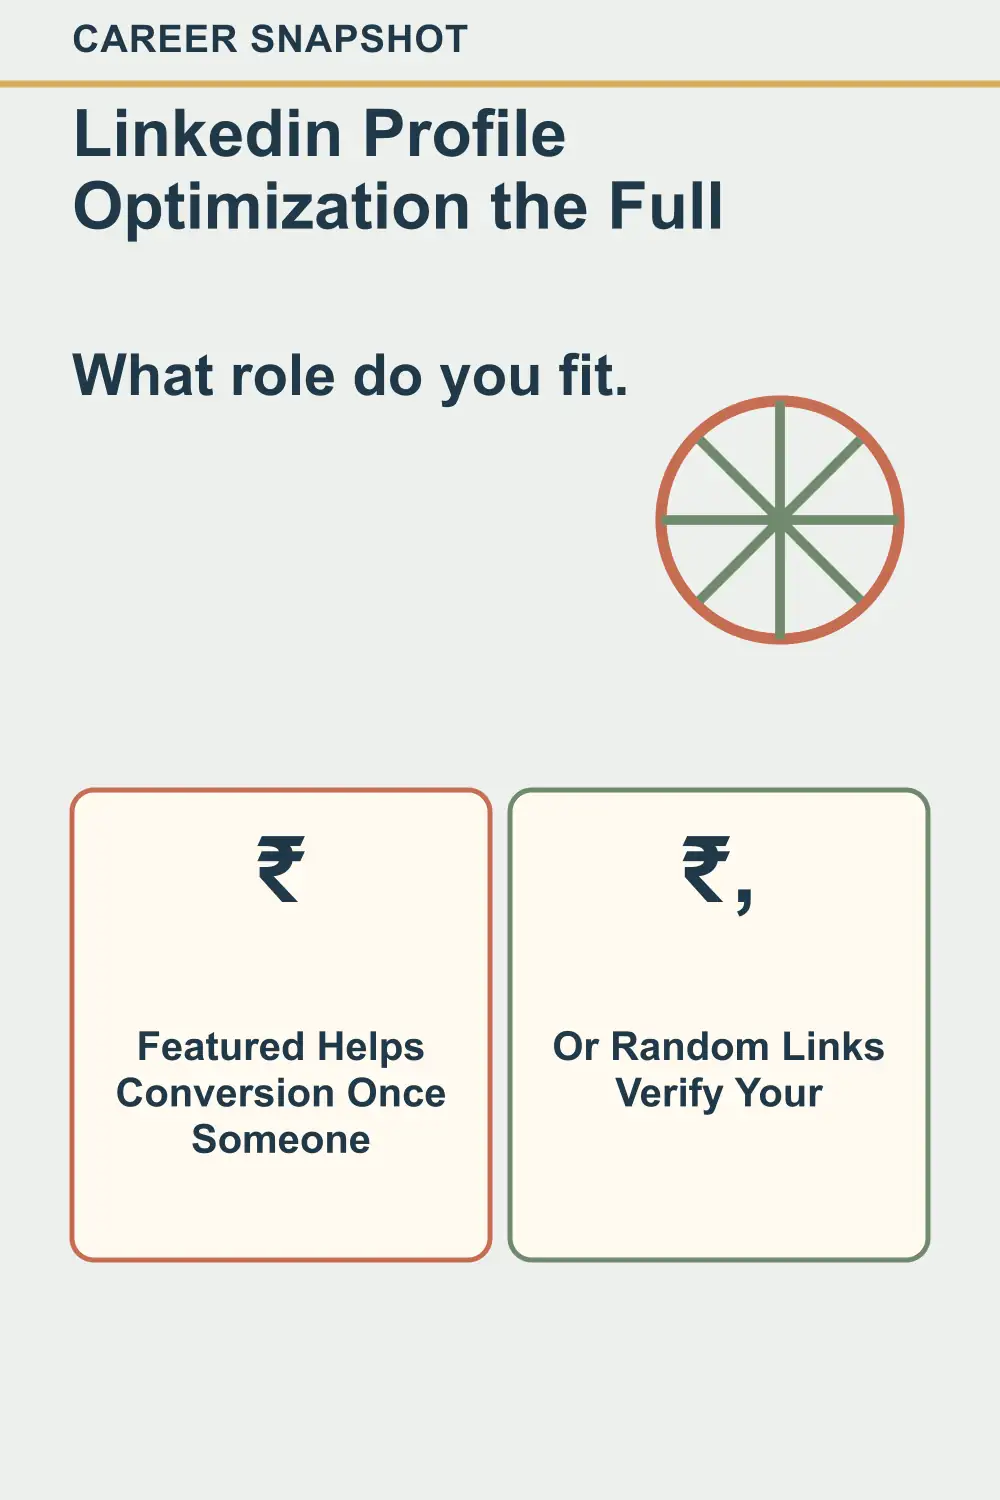 CAREER SNAPSHOT
Linkedin Profile
Optimization the Full
What role do you fit.
₹
Featured Helps
Conversion Once
Someone
₹,
Or Random Links
Verify Your